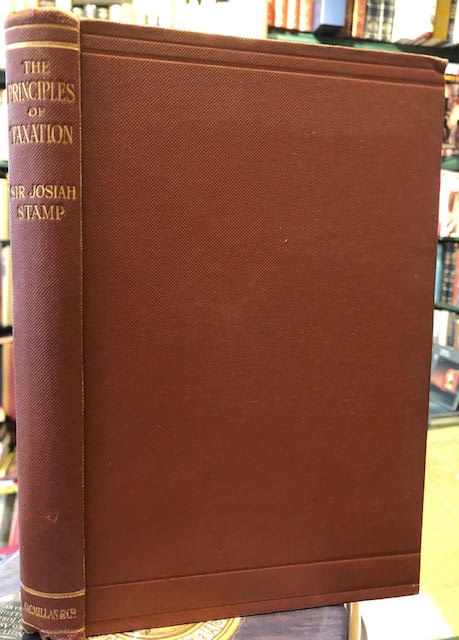 THE
PRINCIPLES
OF
TAXATION
SIR JOSIAH
STAMP
MACMILLAN & CO.